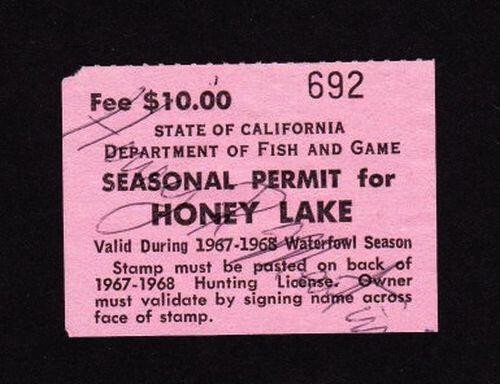 692
Fee $10.00
STATE OF CALIFORNIA
DEPARTMENT OF FISH AND GAME
SEASONAL PERMIT for
HONEY LAKE
Valid During 1967-1968 Waterfowl Season
Stamp must be pasted on back of
1967-1968 Hunting License. Owner
must validate by signing name across
face of stamp.